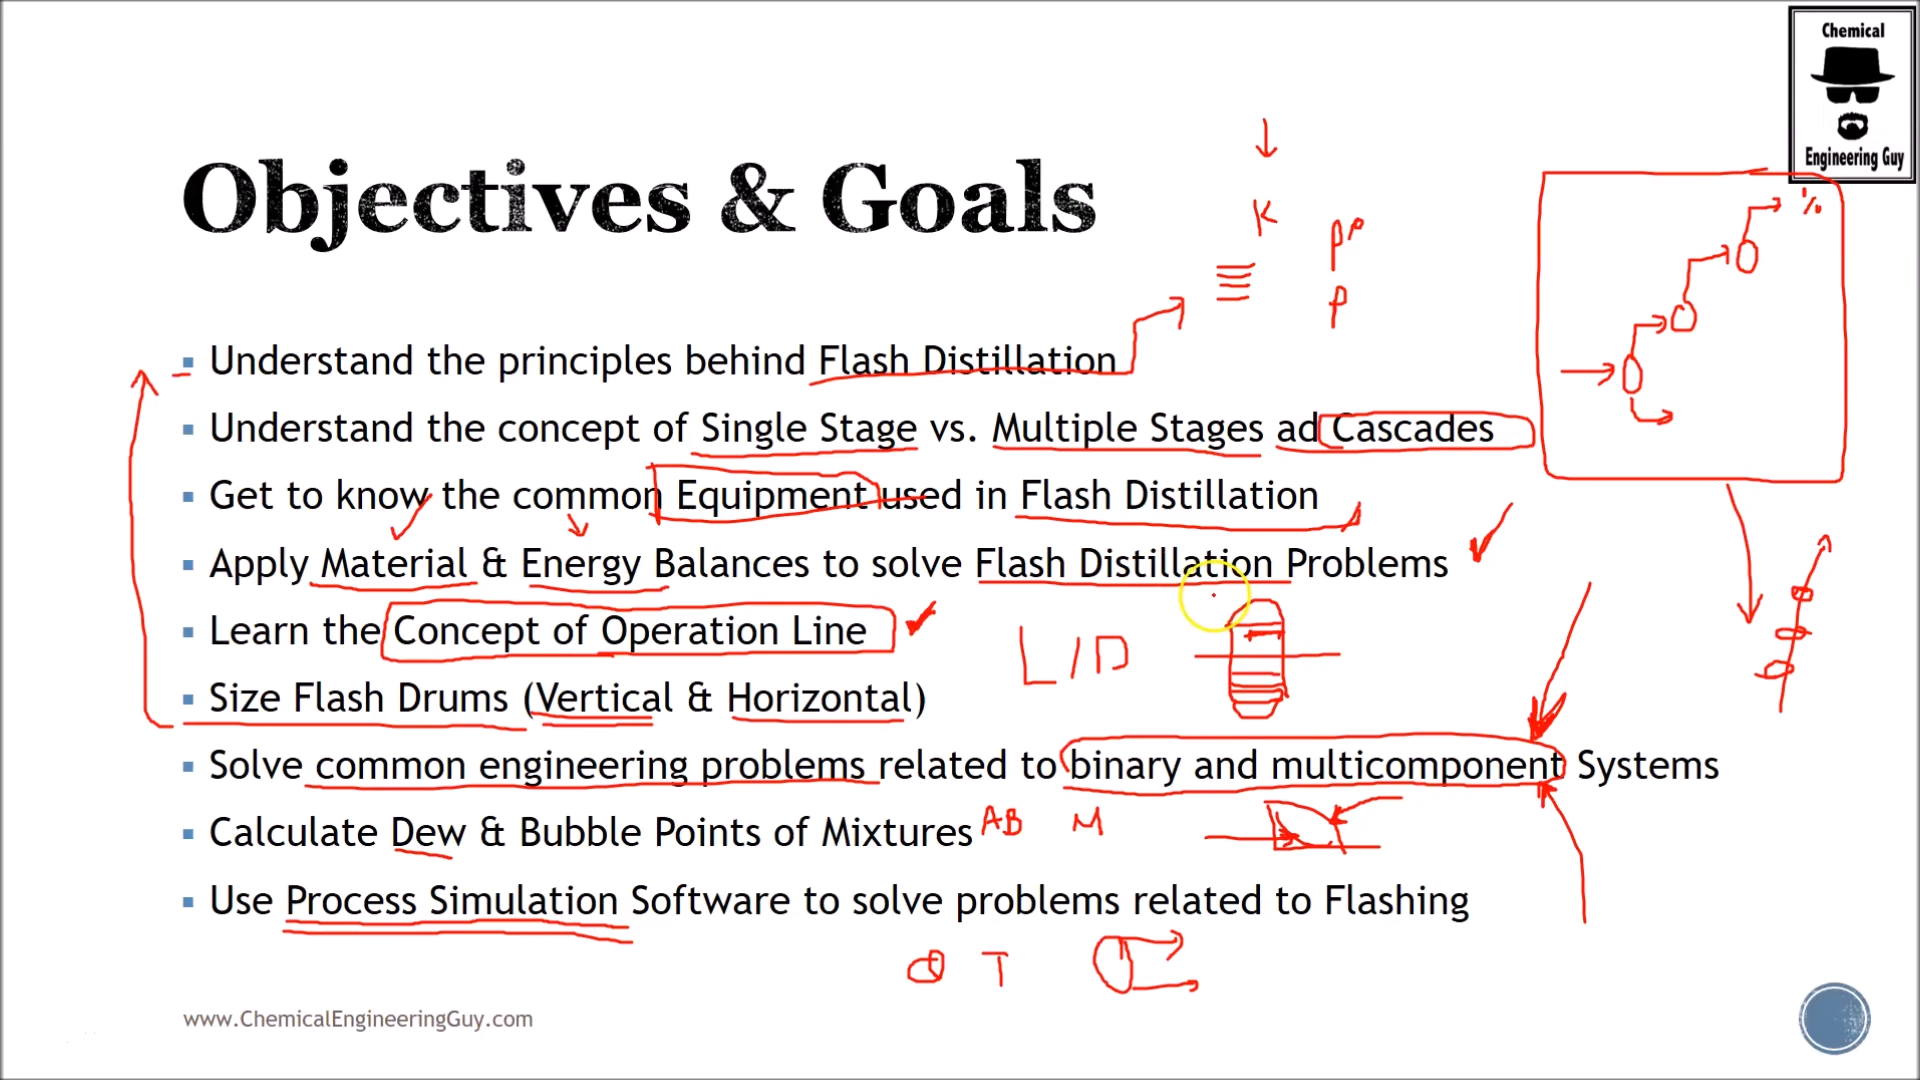 Chemical
Engineering Guy
Objectives & Goals
K
PP
P
%
Understand the principles behind Flash Distillation
Understand the concept of Single Stage vs. Multiple Stages ad Cascades
Get to know the common Equipment used in Flash Distillation
Apply Material & Energy Balances to solve Flash Distillation Problems
Learn the Concept of Operation Line
L/D
Size Flash Drums (Vertical & Horizontal)
Solve common engineering problems related to binary and multicomponent Systems
Calculate Dew & Bubble Points of Mixtures
AB M
Use Process Simulation Software to solve problems related to Flashing
T
www.ChemicalEngineeringGuy.com